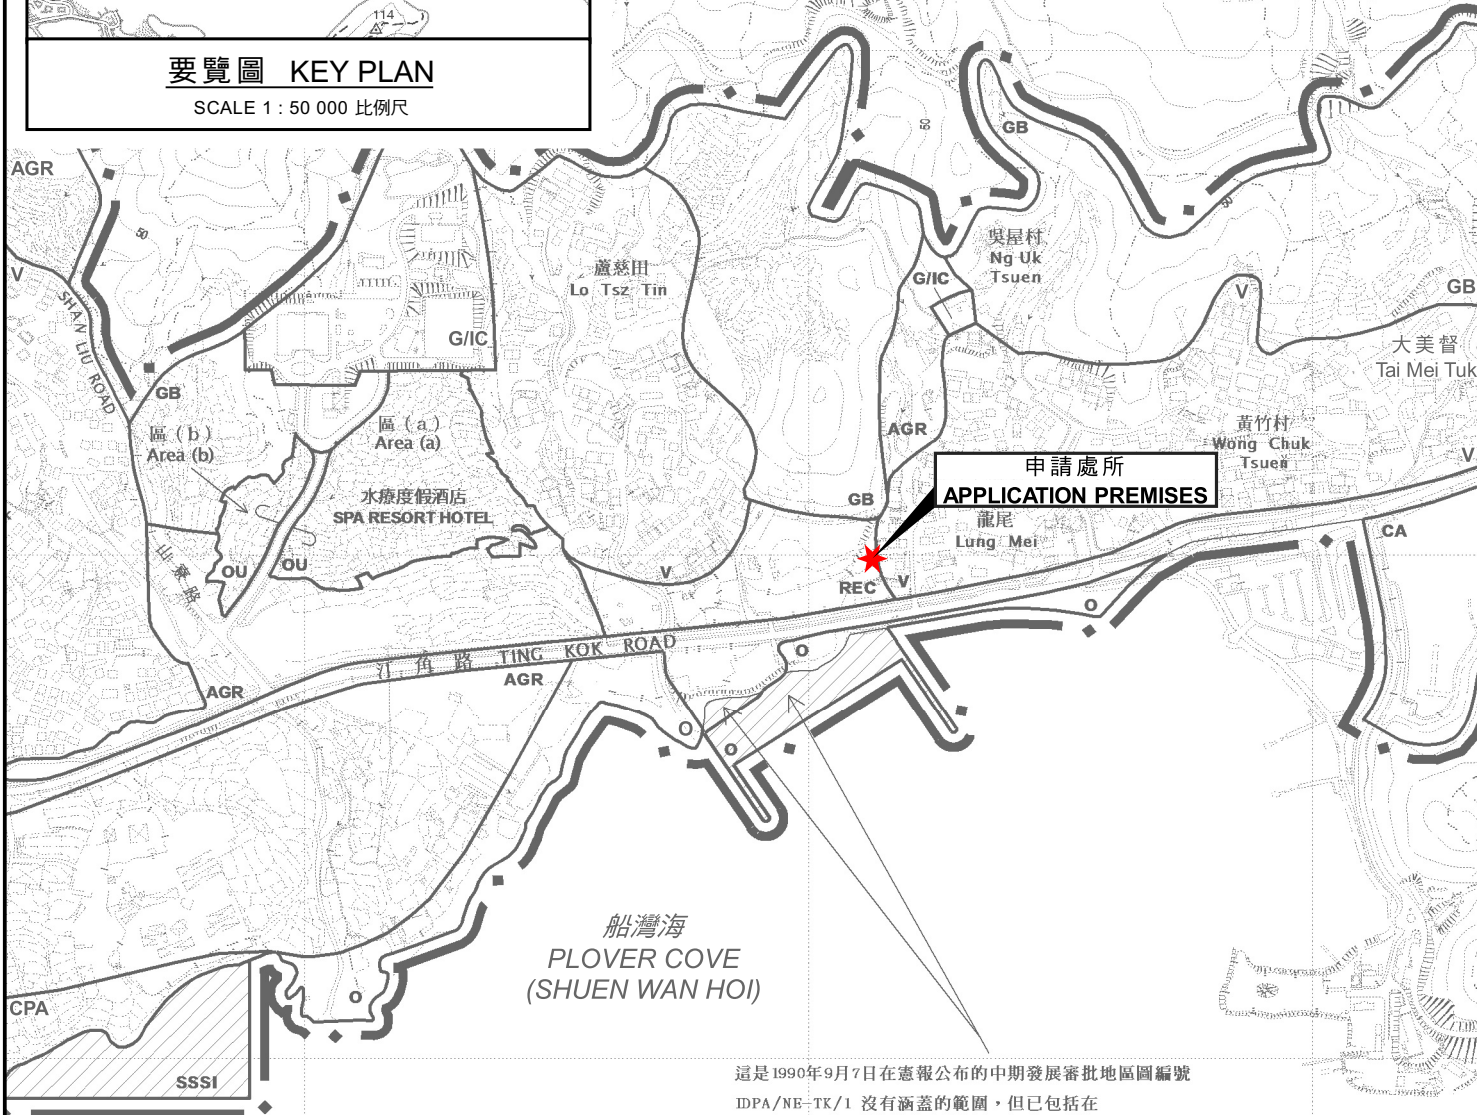 114
要覽圖 KEY PLAN
SCALE 1 : 50 000 比例尺
AGR
50
GB
50
50
V
SHAN LIU ROAD
蘆慈田
Lo Tsz Tin
吳屋村
Ng Uk
Tsuen
G/IC
V
GB
G/IC
大美督
Tai Mei Tuk
GB
區 (b)
Area (b)
區 (a)
Area (a)
AGR
黃竹村
Wong Chuk
Tsuen
V
申請處所
APPLICATION PREMISES
水療度假酒店
SPA RESORT HOTEL
GB
龍尾
Lung Mei
CA
山寮路
OU
OU
V
REC
V
O
汀角路 TING KOK ROAD
O
AGR
AGR
O
O
船灣海
PLOVER COVE
(SHUEN WAN HOI)
O
CPA
SSSI
這是1990年9月7日在憲報公布的中期發展審批地區圖編號
IDPA/NE-TK/1 沒有涵蓋的範圍，但已包括在